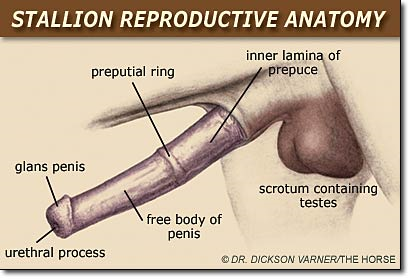 STALLION REPRODUCTIVE ANATOMY
inner lamina of
prepuce
preputial ring
glans penis
scrotum containing
testes
free body of
penis
urethral process
© DR. DICKSON VARNER/THE HORSE